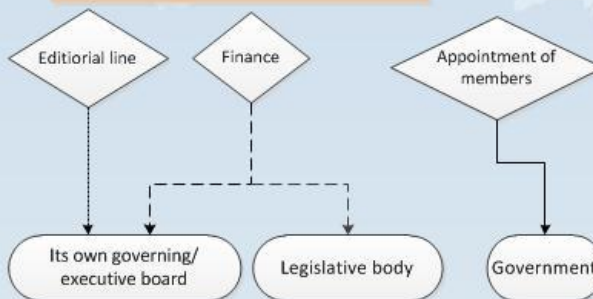 Editiorial line
Finance
Appointment of
members
Its own governing/
executive board
Legislative body
Government